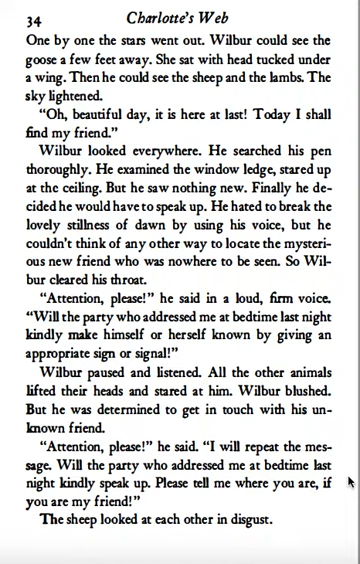 34 Charlotte's Web
One by one the stars went out. Wilbur could see the
goose a few feet away. She sat with head tucked under
a wing. Then he could see the sheep and the lambs. The
sky lightened.
“Oh, beautiful day, it is here at last! Today I shall
find my friend.”
Wilbur looked everywhere. He searched his pen
thoroughly. He examined the window ledge, stared up
at the ceiling. But he saw nothing new. Finally he de-
cided he would have to speak up. He hated to break the
lovely stillness of dawn by using his voice, but he
couldn't think of any other way to locate the mysteri-
ous new friend who was nowhere to be seen. So Wil-
bur cleared his throat.
“Attention, please!” he said in a loud, firm voice.
“Will the party who addressed me at bedtime last night
kindly make himself or herself known by giving an
appropriate sign or signal!”
Wilbur paused and listened. All the other animals
lifted their heads and stared at him. Wilbur blushed.
But he was determined to get in touch with his un-
known friend.
“Attention, please!” he said. “I will repeat the mes-
sage. Will the party who addressed me at bedtime last
night kindly speak up. Please tell me where you are, if
you are my friend!”
The sheep looked at each other in disgust.